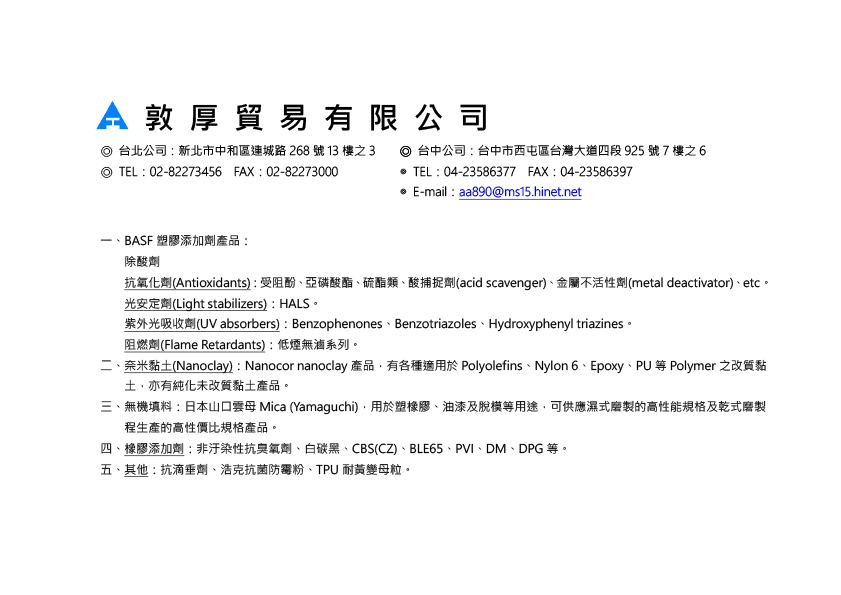 敦厚貿易有限公司
◎ 台北公司：新北市中和區連城路 268 號 13 樓之 3 ◎ 台中公司：台中市西屯區台灣大道四段 925 號 7 樓之 6
◎ TEL：02-82273456 FAX：02-82273000 ◎ TEL：04-23586377 FAX：04-23586397
◎ E-mail：aa890@ms15.hinet.net
一、BASF 塑膠添加劑產品：
除酸劑
抗氧化劑(Antioxidants)：受阻酚、亞磷酸酯、硫酯類、酸捕捉劑(acid scavenger)、金屬不活性劑(metal deactivator)、etc。
光安定劑(Light stabilizers)：HALS。
紫外光吸收劑(UV absorbers)：Benzophenones、Benzotriazoles、Hydroxyphenyl triazines。
阻燃劑(Flame Retardants)：低煙無滷系列。
二、奈米黏土(Nanoclay)：Nanocor nanoclay 產品，有各種適用於 Polyolefins、Nylon 6、Epoxy、PU 等 Polymer 之改質黏
土，亦有純化未改質黏土產品。
三、無機填料：日本山口雲母 Mica (Yamaguchi)，用於塑橡膠、油漆及脫模等用途，可供應濕式磨製的高性能規格及乾式磨製
程生產的高性價比規格產品。
四、橡膠添加劑：非汙染性抗臭氧劑、白碳黑、CBS(CZ)、BLE65、PVI、DM、DPG 等。
五、其他：抗滴垂劑、浩克抗菌防霉粉、TPU 耐黃變母粒。